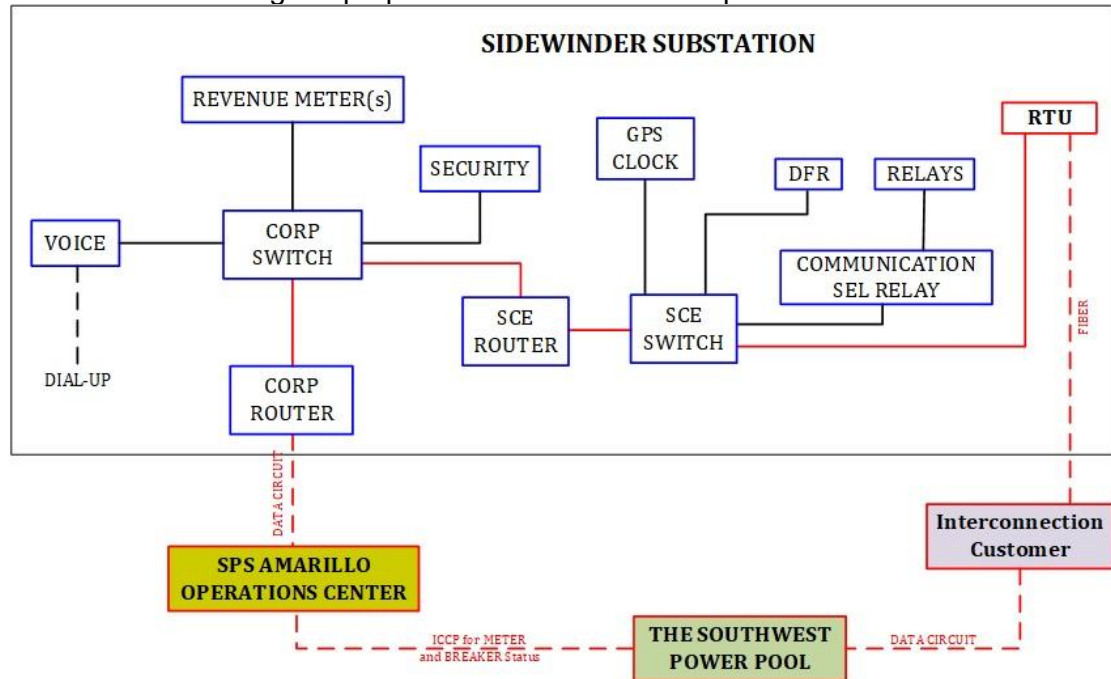 SIDEWINDER SUBSTATION
REVENUE METER(s)
GPS
CLOCK
RTU
SECURITY
DFR
RELAYS
VOICE
CORP
SWITCH
COMMUNICATION
SEL RELAY
SCE
ROUTER
SCE
SWITCH
FIBER
DIAL-UP
CORP
ROUTER
DATA CIRCUIT
Interconnection
Customer
SPS AMARILLO
OPERATIONS CENTER
ICCP for METER
and BREAKER Status
THE SOUTHWEST
POWER POOL
DATA CIRCUIT